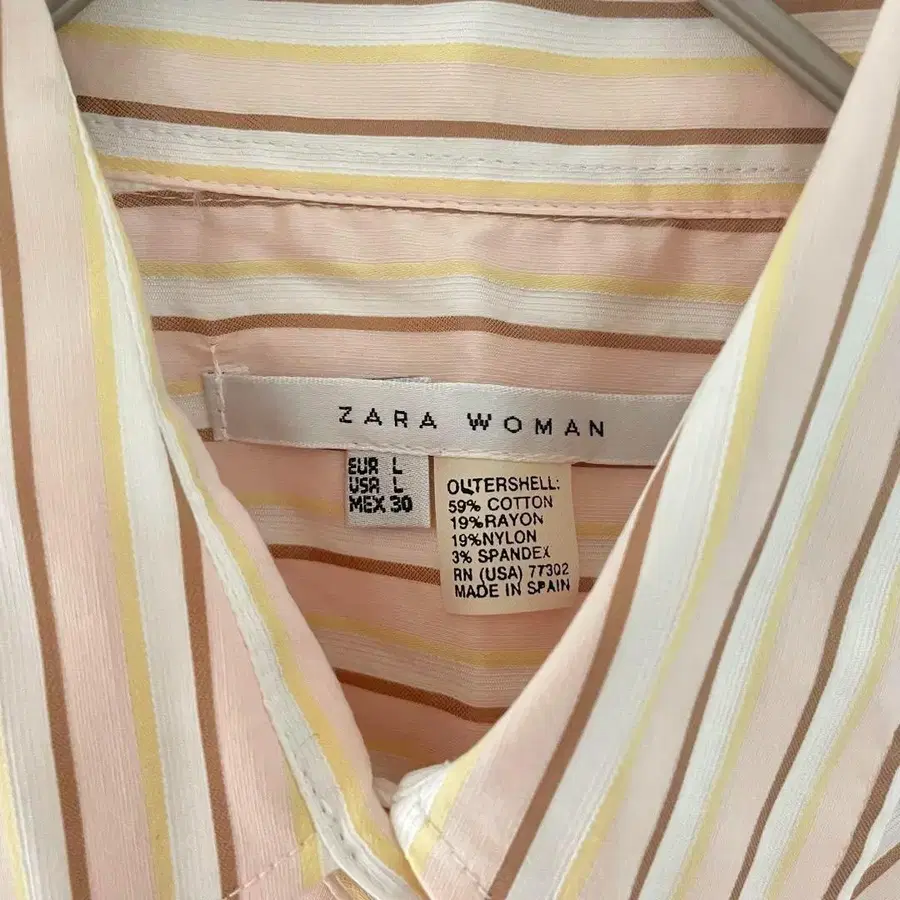 ZARA WOMAN
EUR L
USA L
MEX 30
OUTERSHELL:
59% COTTON
19%RAYON
19%NYLON
3% SPANDEX
RN (USA) 77302
MADE IN SPAIN